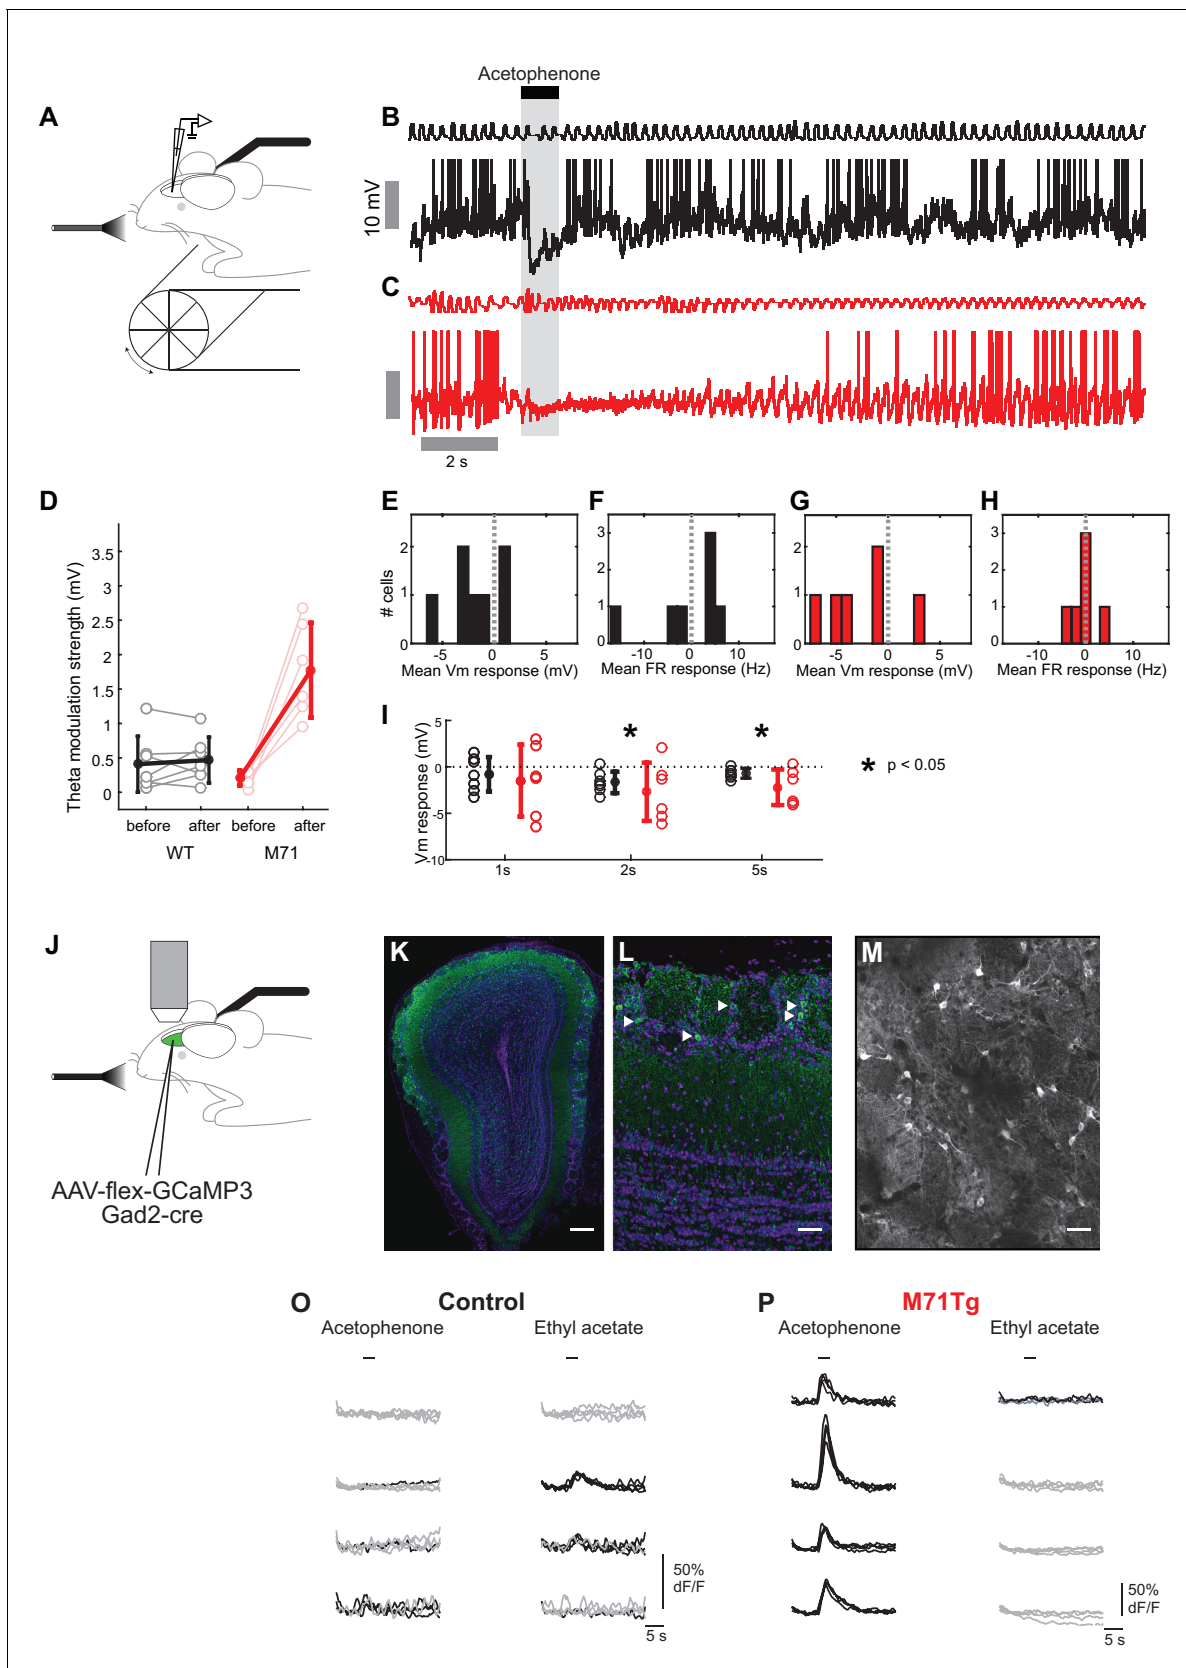 Acetophenone
A
B
10 mV
C
2 s
D
Theta modulation strength (mV)
3.5
3
2.5
2
1.5
1
0.5
0
before after before after
WT M71
E
# cells
2
1
0
-5 0 5
Mean Vm response (mV)
F
3
2
1
0
-10 0 10
Mean FR response (Hz)
G
2
1
0
-5 0 5
Mean Vm response (mV)
H
3
2
1
0
-10 0 10
Mean FR response (Hz)
I
Vm response (mV)
5
0
-5
-10
* *
1s 2s 5s
* p < 0.05
J
AAV-flex-GCaMP3
Gad2-cre
K
L
M
O Control
Acetophenone Ethyl acetate
50%
dF/F
5 s
P M71Tg
Acetophenone Ethyl acetate
50%
dF/F
5 s